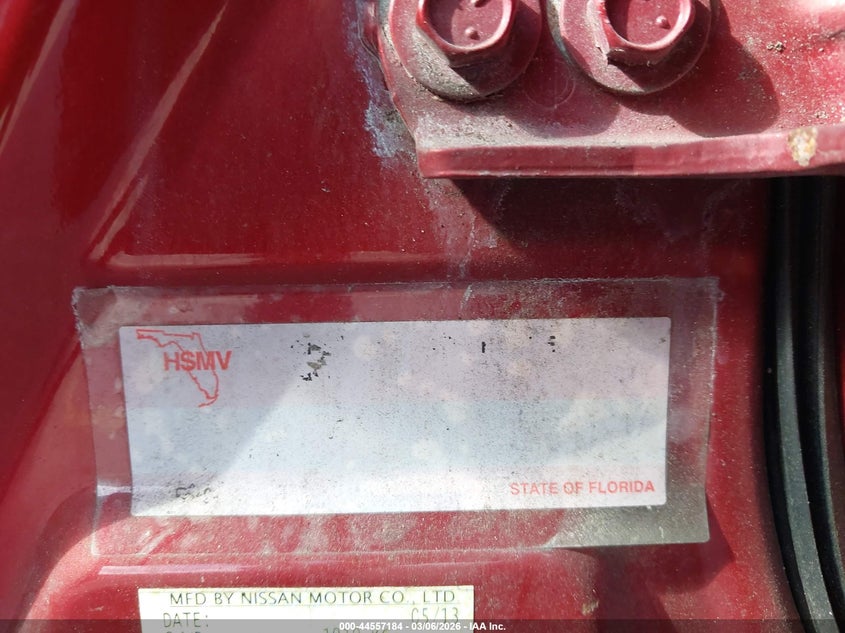 HSMV
STATE OF FLORIDA
MFD BY NISSAN MOTOR CO., LTD
DATE: 05/13
000-44557184 | 03/06/2026 - IAA Inc.